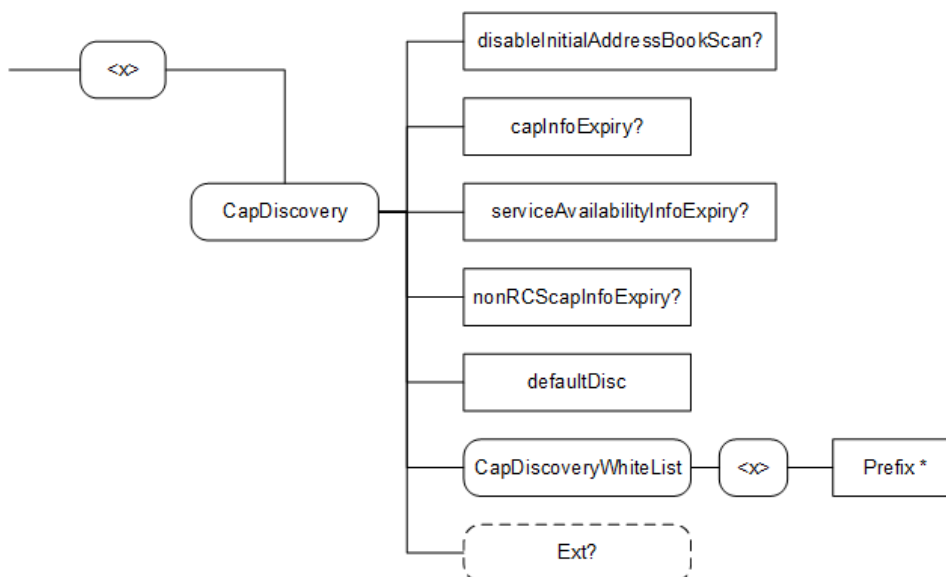 disableInitialAddressBookScan?
<x>
capInfoExpiry?
CapDiscovery
serviceAvailabilityInfoExpiry?
nonRCScapInfoExpiry?
defaultDisc
CapDiscoveryWhiteList
<x>
Prefix *
Ext?